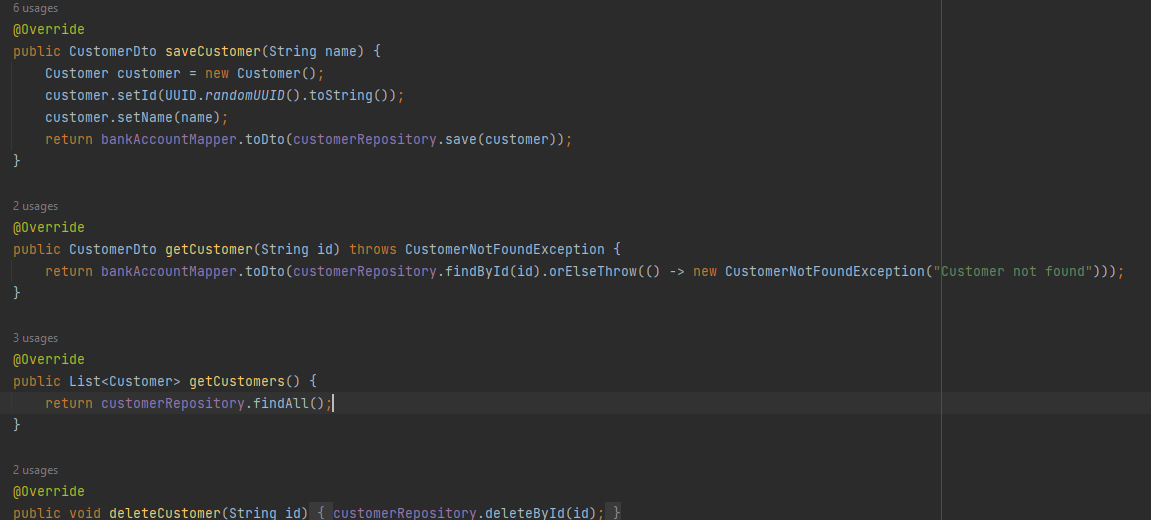 6 usages
@Override
public CustomerDto saveCustomer(String name) {
Customer customer = new Customer();
customer.setId(UUID.randomUUID().toString());
customer.setName(name);
return bankAccountMapper.toDto(customerRepository.save(customer));
}
2 usages
@Override
public CustomerDto getCustomer(String id) throws CustomerNotFoundException {
return bankAccountMapper.toDto(customerRepository.findById(id).orElseThrow(() -> new CustomerNotFoundException("Customer not found")));
}
3 usages
@Override
public List<Customer> getCustomers() {
return customerRepository.findAll();
}
2 usages
@Override
public void deleteCustomer(String id) { customerRepository.deleteById(id); }